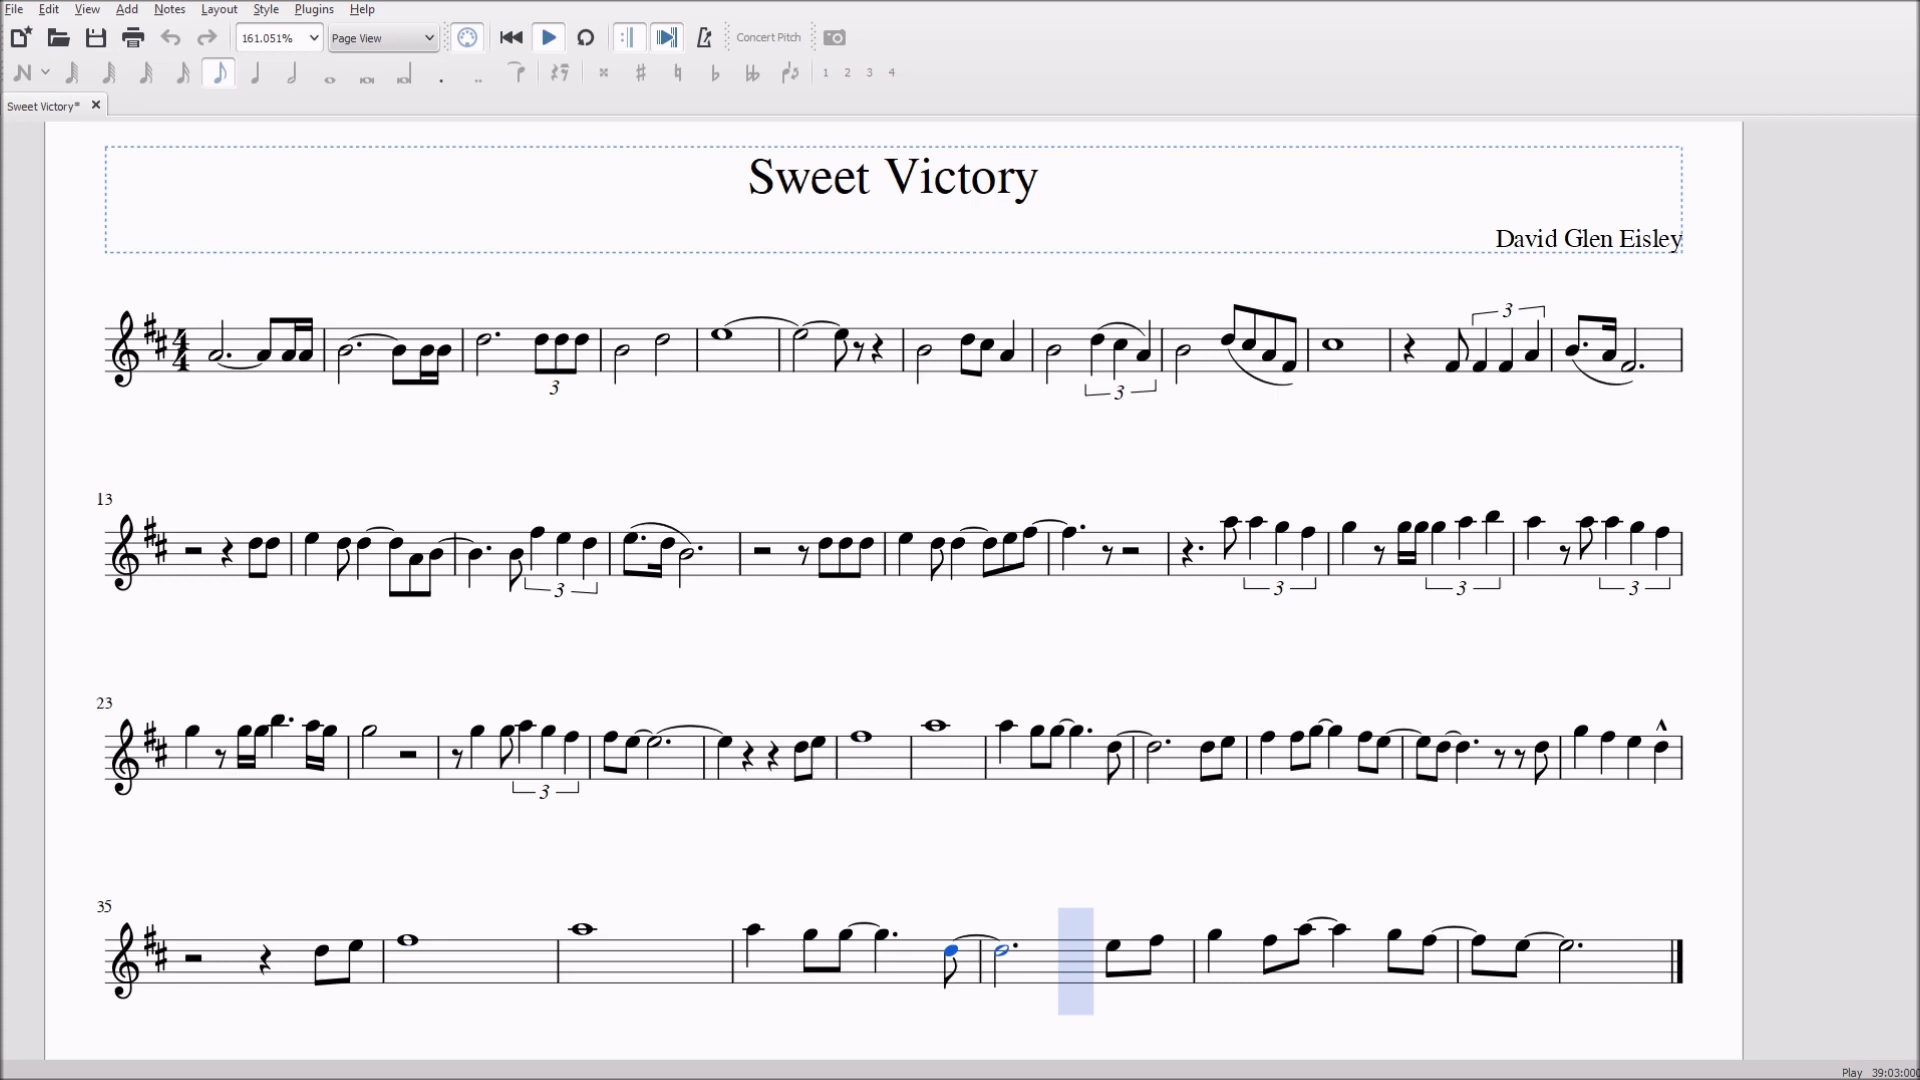 File Edit View Add Notes Layout Style Plugins Help
161.051% Page View Concert Pitch
1 2 3 4
Sweet Victory*
Sweet Victory
David Glen Eisley
3
3 3
13
3 3 3 3
23
3
35
Play 39:03:000